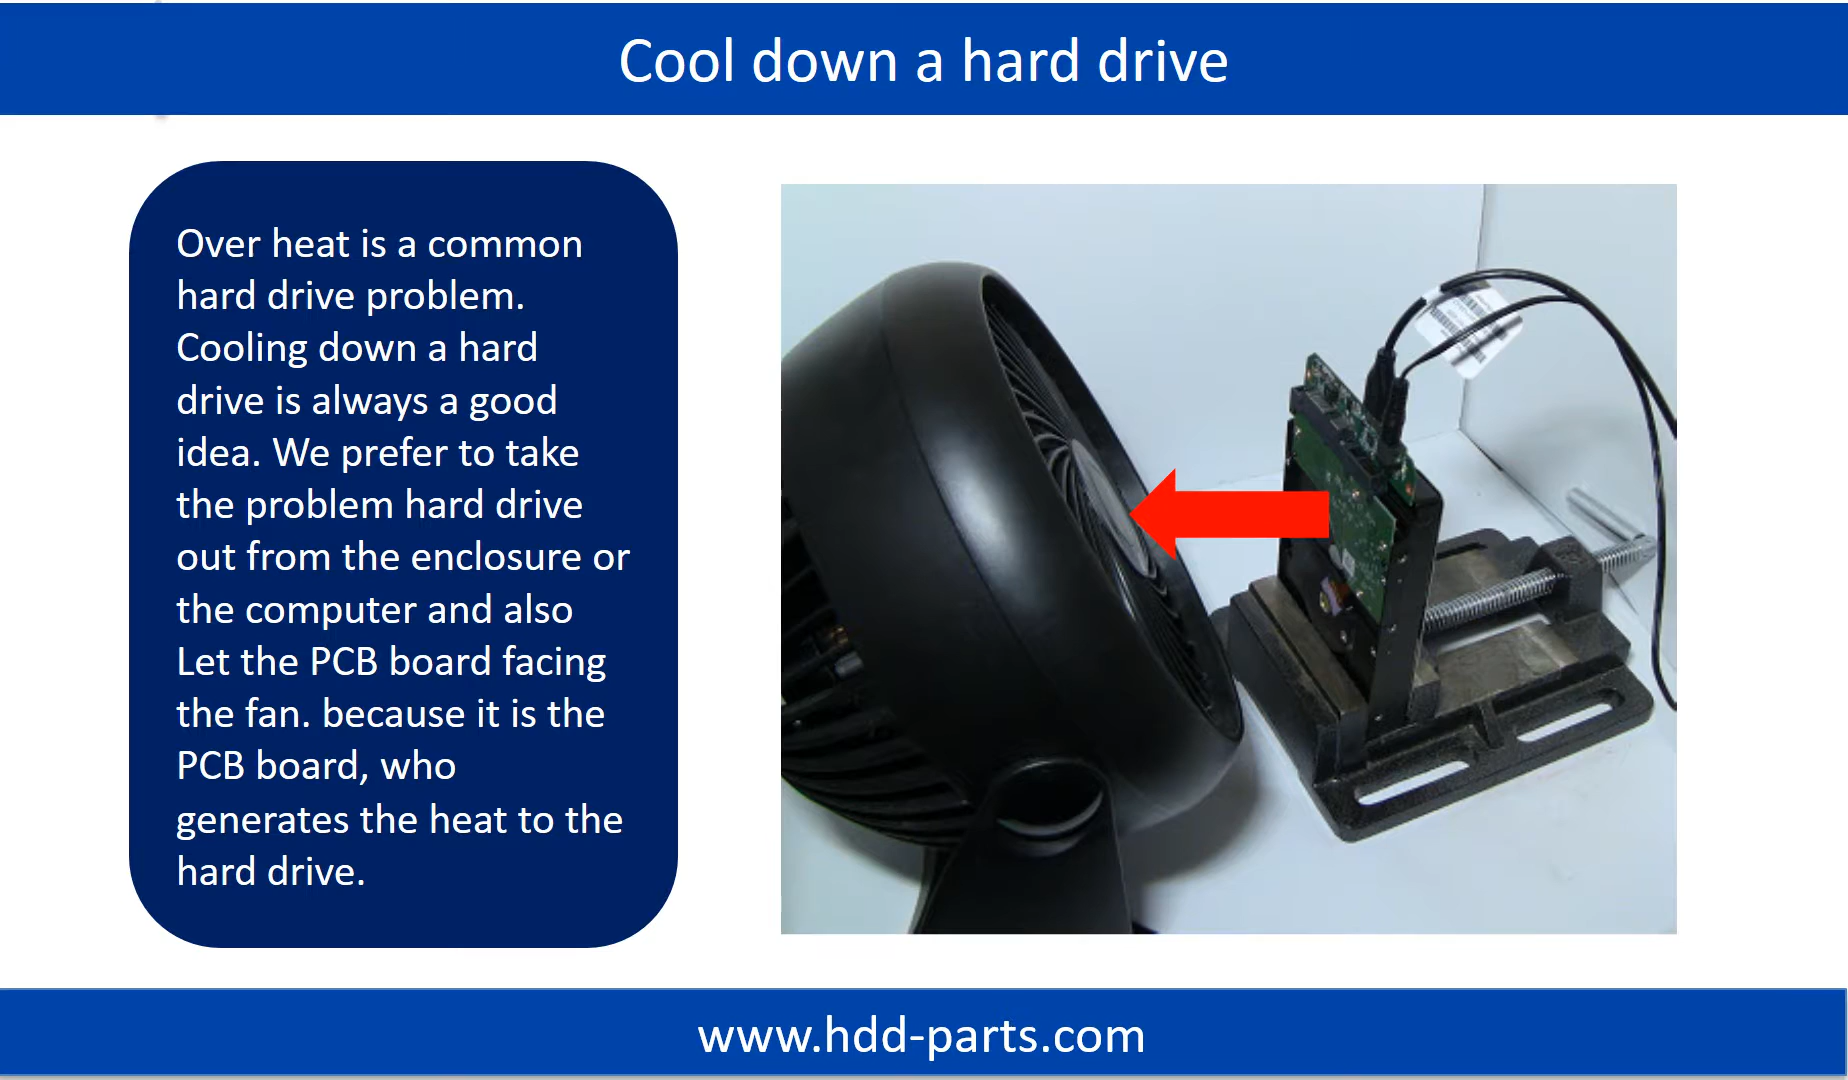 Cool down a hard drive
Over heat is a common
hard drive problem.
Cooling down a hard
drive is always a good
idea. We prefer to take
the problem hard drive
out from the enclosure or
the computer and also
Let the PCB board facing
the fan. because it is the
PCB board, who
generates the heat to the
hard drive.
www.hdd-parts.com